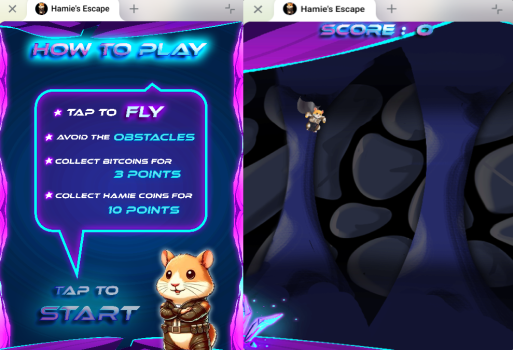 Hamie's Escape
HOW TO PLAY
TAP TO FLY
AVOID THE OBSTACLES
COLLECT BITCOINS FOR
3 POINTS
COLLECT HAMIE COINS FOR
10 POINTS
TAP TO
START
Hamie's Escape
SCORE : 0